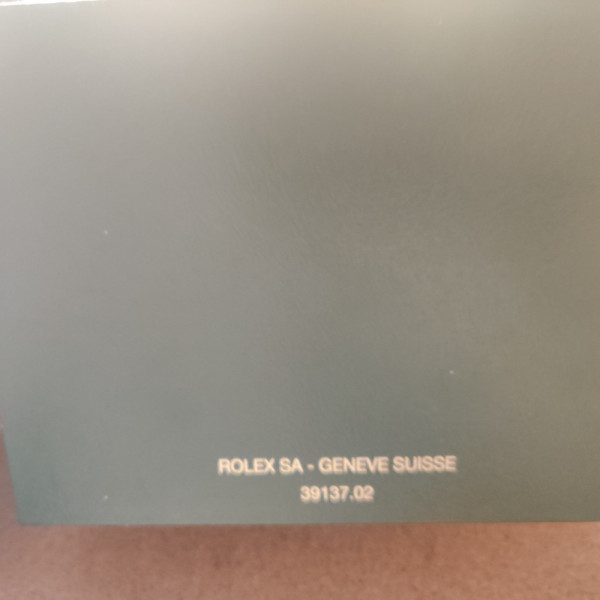 ROLEX SA - GENEVE SUISSE
39137.02